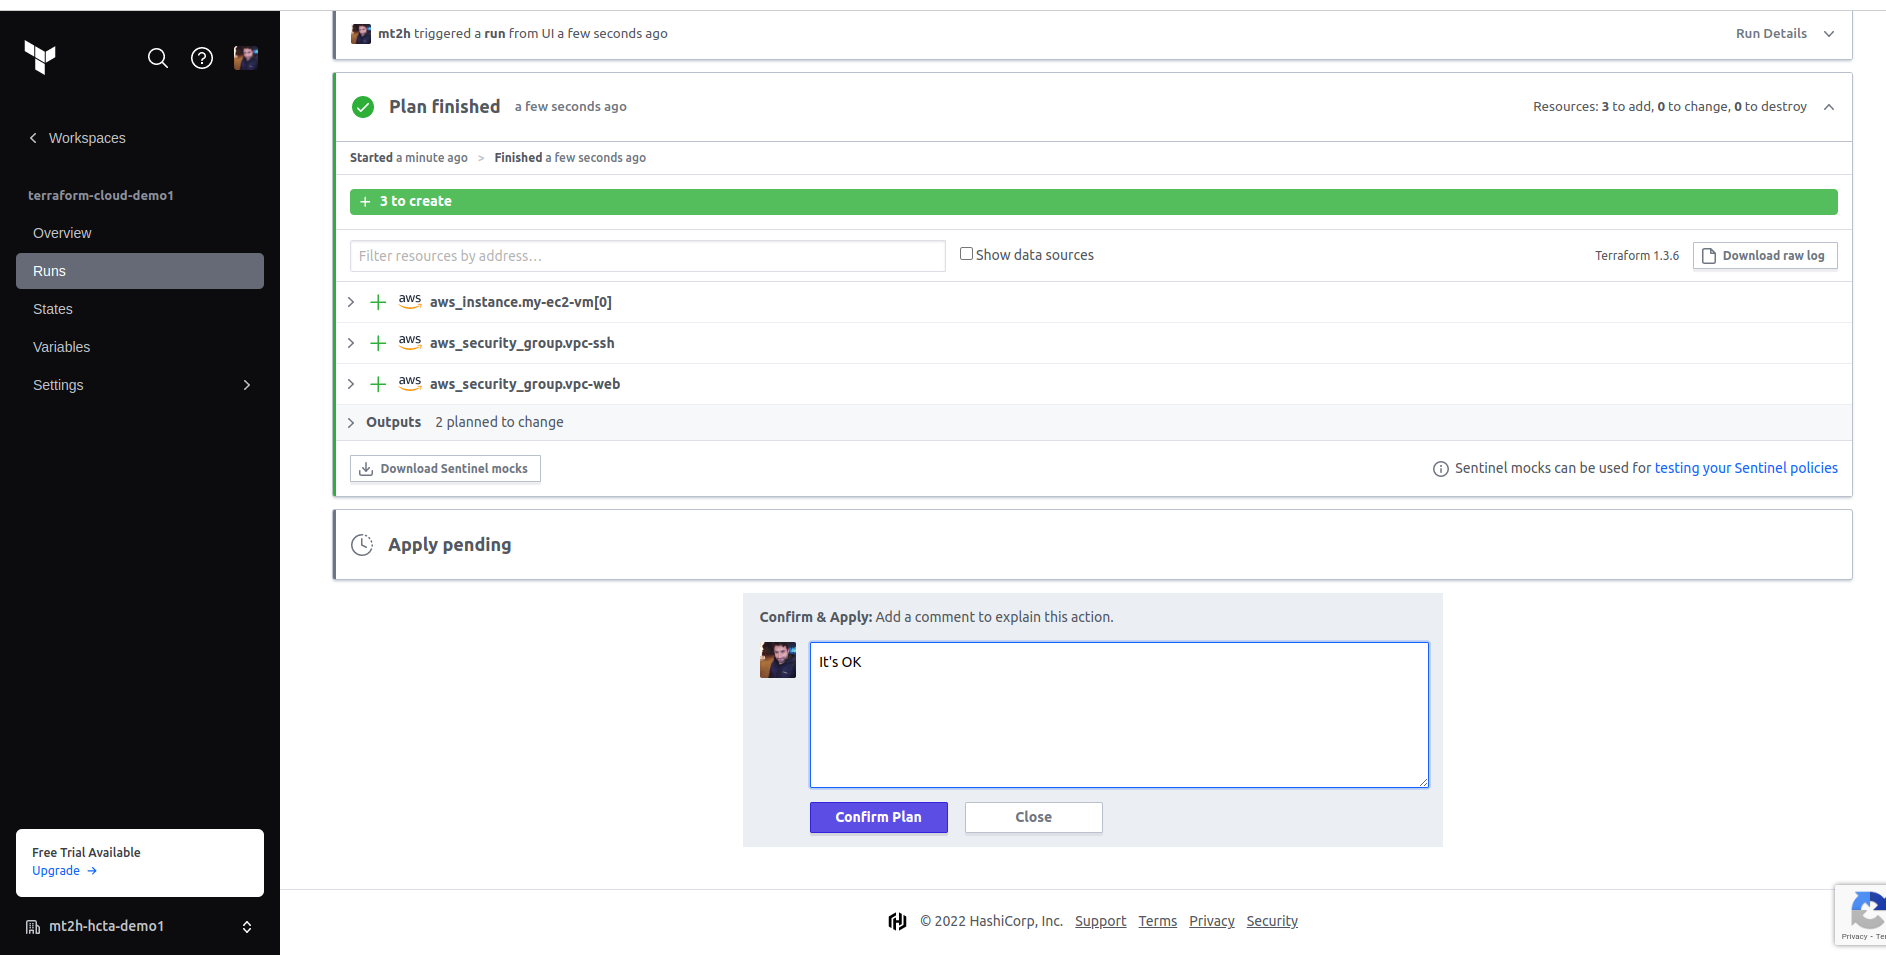 mt2h triggered a run from UI a few seconds ago
Run Details
Workspaces
terraform-cloud-demo1
Overview
Runs
States
Variables
Settings
Free Trial Available
Upgrade →
mt2h-hcta-demo1
Plan finished a few seconds ago
Resources: 3 to add, 0 to change, 0 to destroy
Started a minute ago > Finished a few seconds ago
+ 3 to create
Filter resources by address...
Show data sources
Terraform 1.3.6
Download raw log
aws aws_instance.my-ec2-vm[0]
aws aws_security_group.vpc-ssh
aws aws_security_group.vpc-web
Outputs 2 planned to change
Download Sentinel mocks
Sentinel mocks can be used for testing your Sentinel policies
Apply pending
Confirm & Apply: Add a comment to explain this action.
It's OK
Confirm Plan
Close
© 2022 HashiCorp, Inc. Support Terms Privacy Security
Privacy - Te